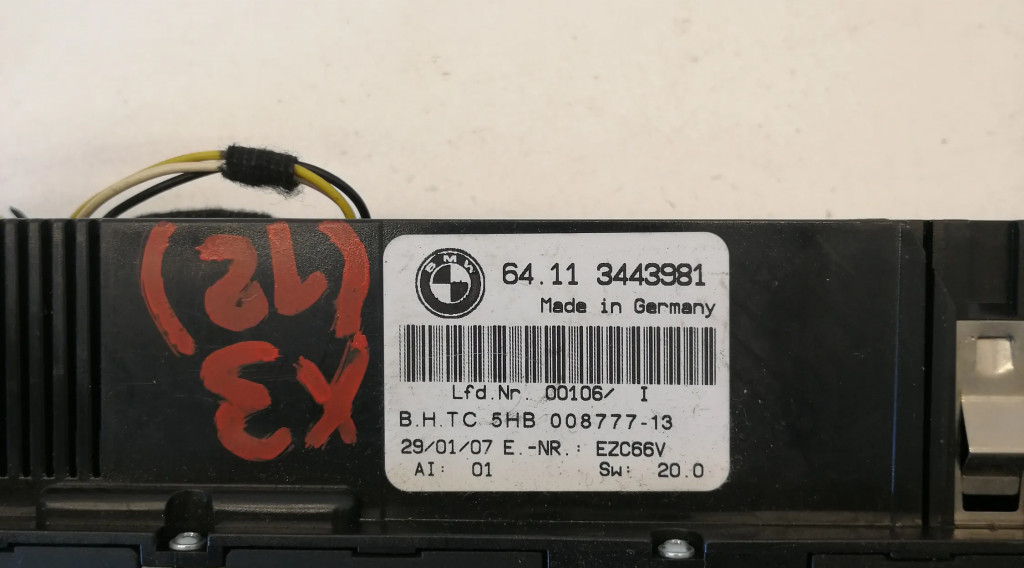 X3
(12)
BMW
64.11 3443981
Made in Germany
Lfd.Nr. 00106/ I
B.H.TC 5HB 008777-13
29/01/07 E.-NR.: EZC66V
AI: 01 Sw: 20.0